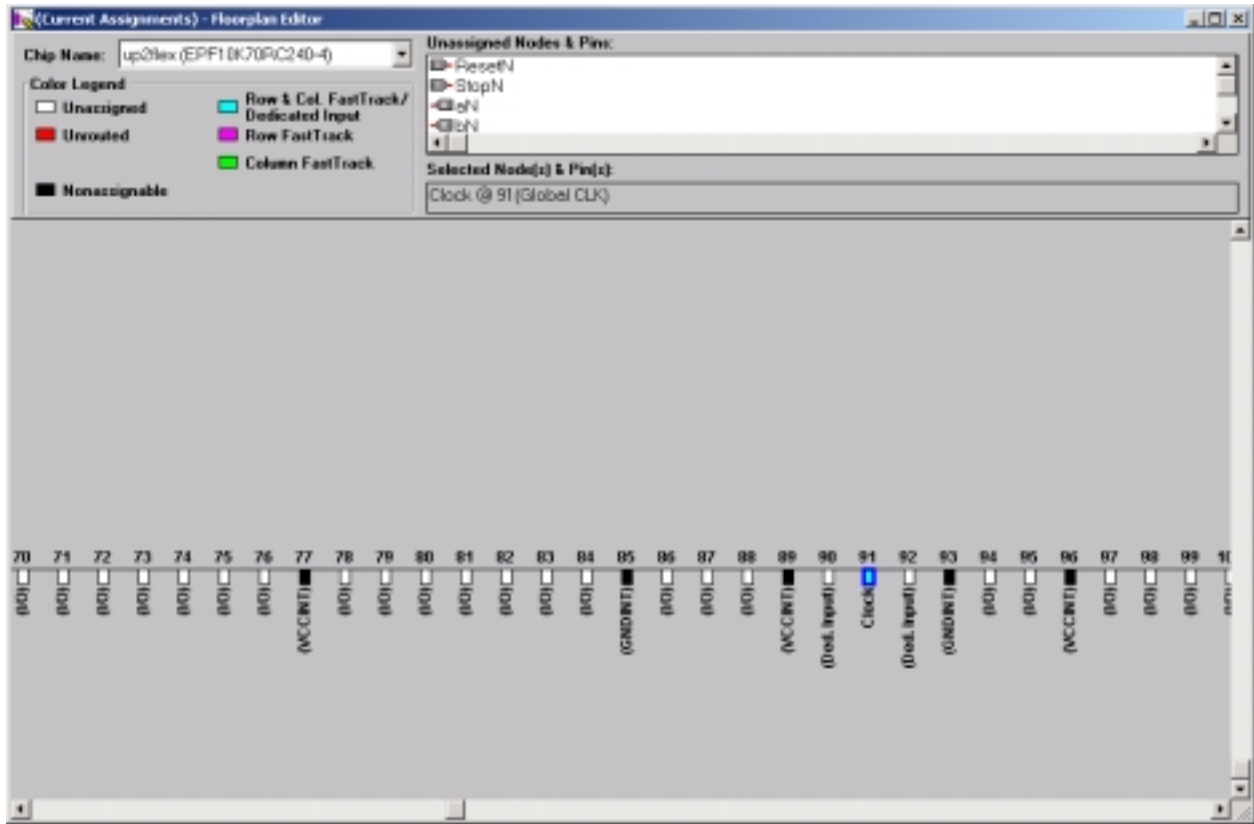 (Current Assignments) - Floorplan Editor
Chip Name: up2flex (EPF10K70RC240-4)
Color Legend
Unassigned
Row & Col. FastTrack/
Dedicated Input
Unrouted
Row FastTrack
Column FastTrack
Nonassignable
Unassigned Nodes & Pins:
ResetN
StopN
aN
bN
Selected Node(s) & Pin(s):
Clock @ 91 (Global CLK)
70 71 72 73 74 75 76 77 78 79 80 81 82 83 84 85 86 87 88 89 90 91 92 93 94 95 96 97 98 99 10
(I/O) (I/O) (I/O) (I/O) (I/O) (I/O) (I/O) (VCCINT) (I/O) (I/O) (I/O) (I/O) (I/O) (I/O) (I/O) (GNDINT) (I/O) (I/O) (I/O) (VCCINT) (Ded. Input) Clock (Ded. Input) (GNDINT) (I/O) (I/O) (VCCINT) (I/O) (I/O) (I/O) (I/O)